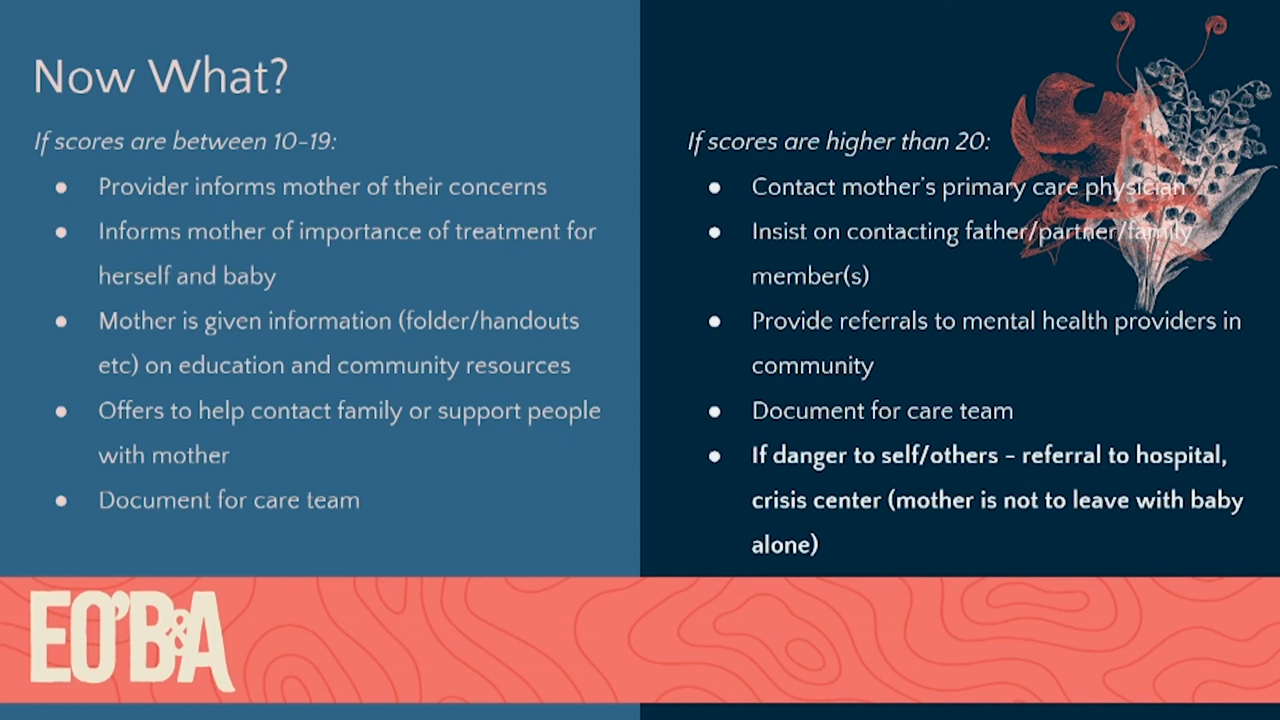 Now What?
If scores are between 10-19:
● Provider informs mother of their concerns
● Informs mother of importance of treatment for
herself and baby
● Mother is given information (folder/handouts
etc) on education and community resources
● Offers to help contact family or support people
with mother
● Document for care team
If scores are higher than 20:
● Contact mother's primary care physician
● Insist on contacting father/partner/family
member(s)
● Provide referrals to mental health providers in
community
● Document for care team
● If danger to self/others - referral to hospital,
crisis center (mother is not to leave with baby
alone)
EO'B&A